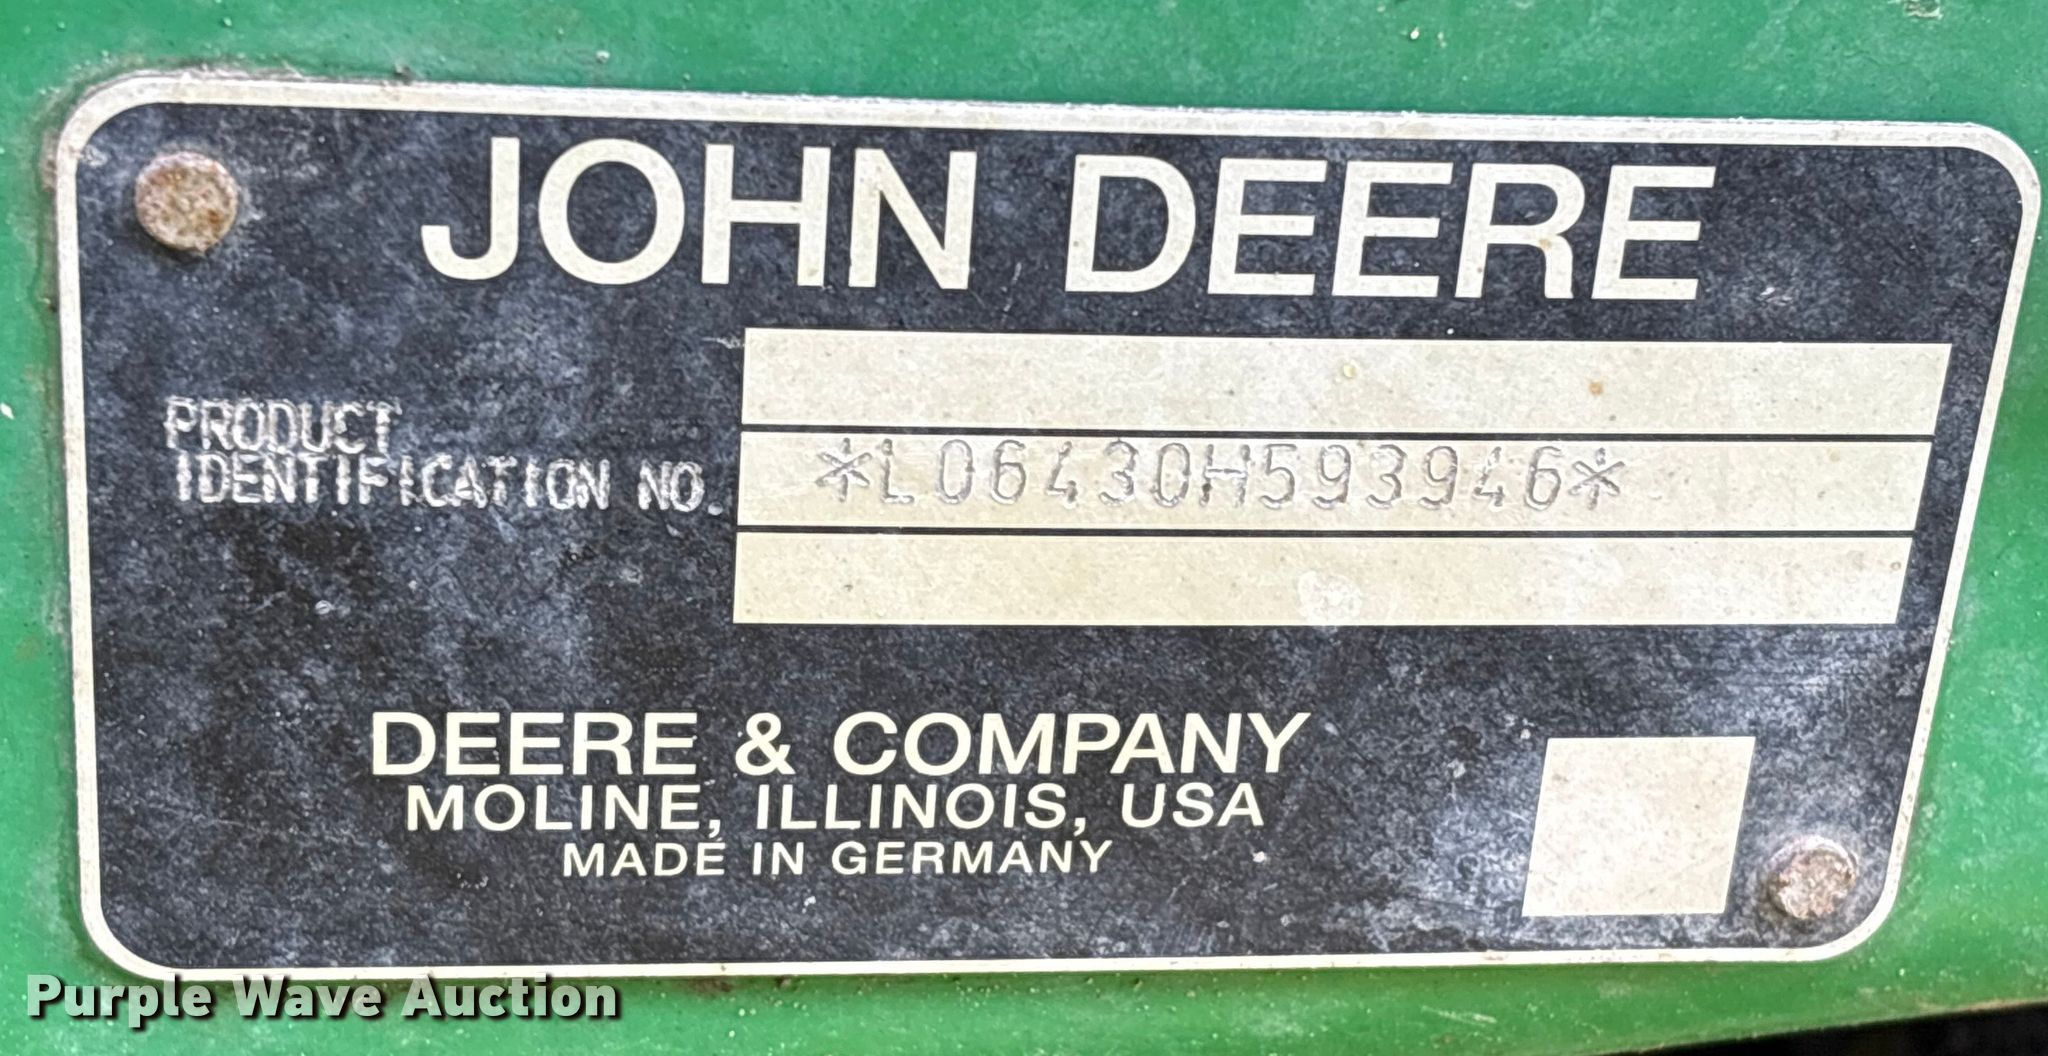 JOHN DEERE
PRODUCT
IDENTIFICATION NO.
*L06430H593946*
DEERE & COMPANY
MOLINE, ILLINOIS, USA
MADE IN GERMANY
Purple Wave Auction